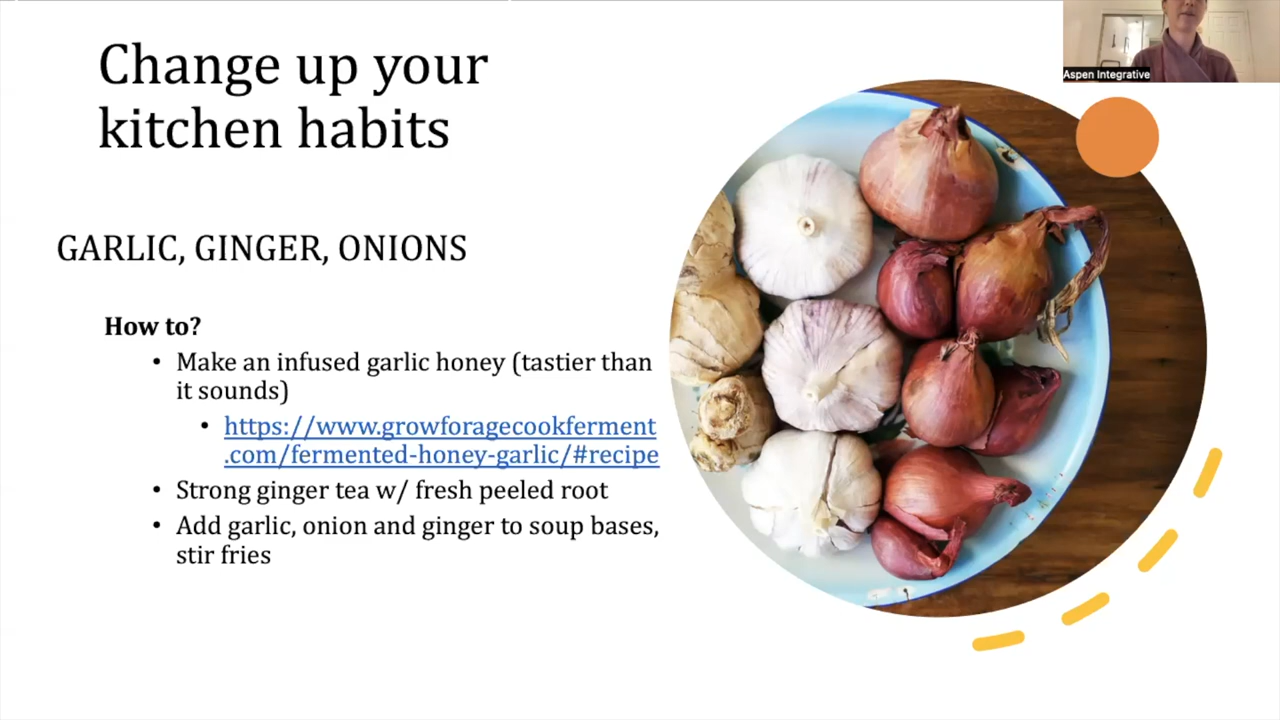 Change up your
kitchen habits
Aspen Integrative
GARLIC, GINGER, ONIONS
How to?
• Make an infused garlic honey (tastier than
it sounds)
• https://www.growforagecookferment
.com/fermented-honey-garlic/#recipe
• Strong ginger tea w/ fresh peeled root
• Add garlic, onion and ginger to soup bases,
stir fries